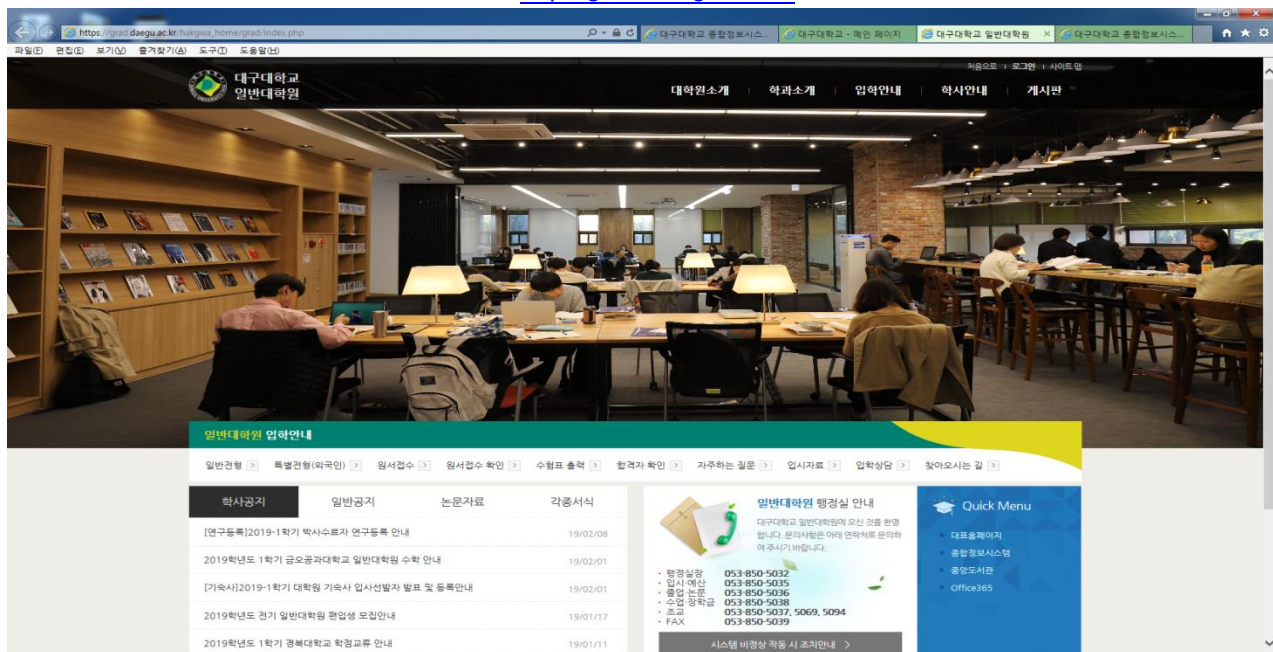 https://grad.daegu.ac.kr/hakgwa_home/grad/index.php
대구대학교 종합정보시스...
대구대학교 - 메인 페이지
대구대학교 일반대학원
대구대학교 종합정보시스...
파일(F) 편집(E) 보기(V) 즐겨찾기(A) 도구(T) 도움말(H)
처음으로 | 로그인 | 사이트맵
대구대학교
일반대학원
대학원소개 | 학과소개 | 입학안내 | 학사안내 | 게시판
일반대학원 입학안내
일반전형 특별전형(외국인) 원서접수 원서접수 확인 수험표 출력 합격자 확인 자주하는 질문 입시자료 입학상담 찾아오시는 길
학사공지 일반공지 논문자료 각종서식
[연구등록]2019-1학기 박사수료자 연구등록 안내 19/02/08
2019학년도 1학기 금오공과대학교 일반대학원 수학 안내 19/02/01
[기숙사]2019-1학기 대학원 기숙사 입사선발자 발표 및 등록안내 19/02/01
2019학년도 전기 일반대학원 편입생 모집안내 19/01/17
2019학년도 1학기 경북대학교 학점교류 안내 19/01/11
일반대학원 행정실 안내
대구대학교 일반대학원에 오신 것을 환영
합니다. 문의사항은 아래 연락처로 문의하
여 주시기 바랍니다.
· 행정실장 053-850-5032
· 입시·예산 053-850-5035
· 졸업·논문 053-850-5036
· 수업·장학금 053-850-5038
· 조교 053-850-5037, 5069, 5094
· FAX 053-850-5039
시스템 비정상 작동 시 조치안내 >
Quick Menu
대표홈페이지
종합정보시스템
중앙도서관
Office365